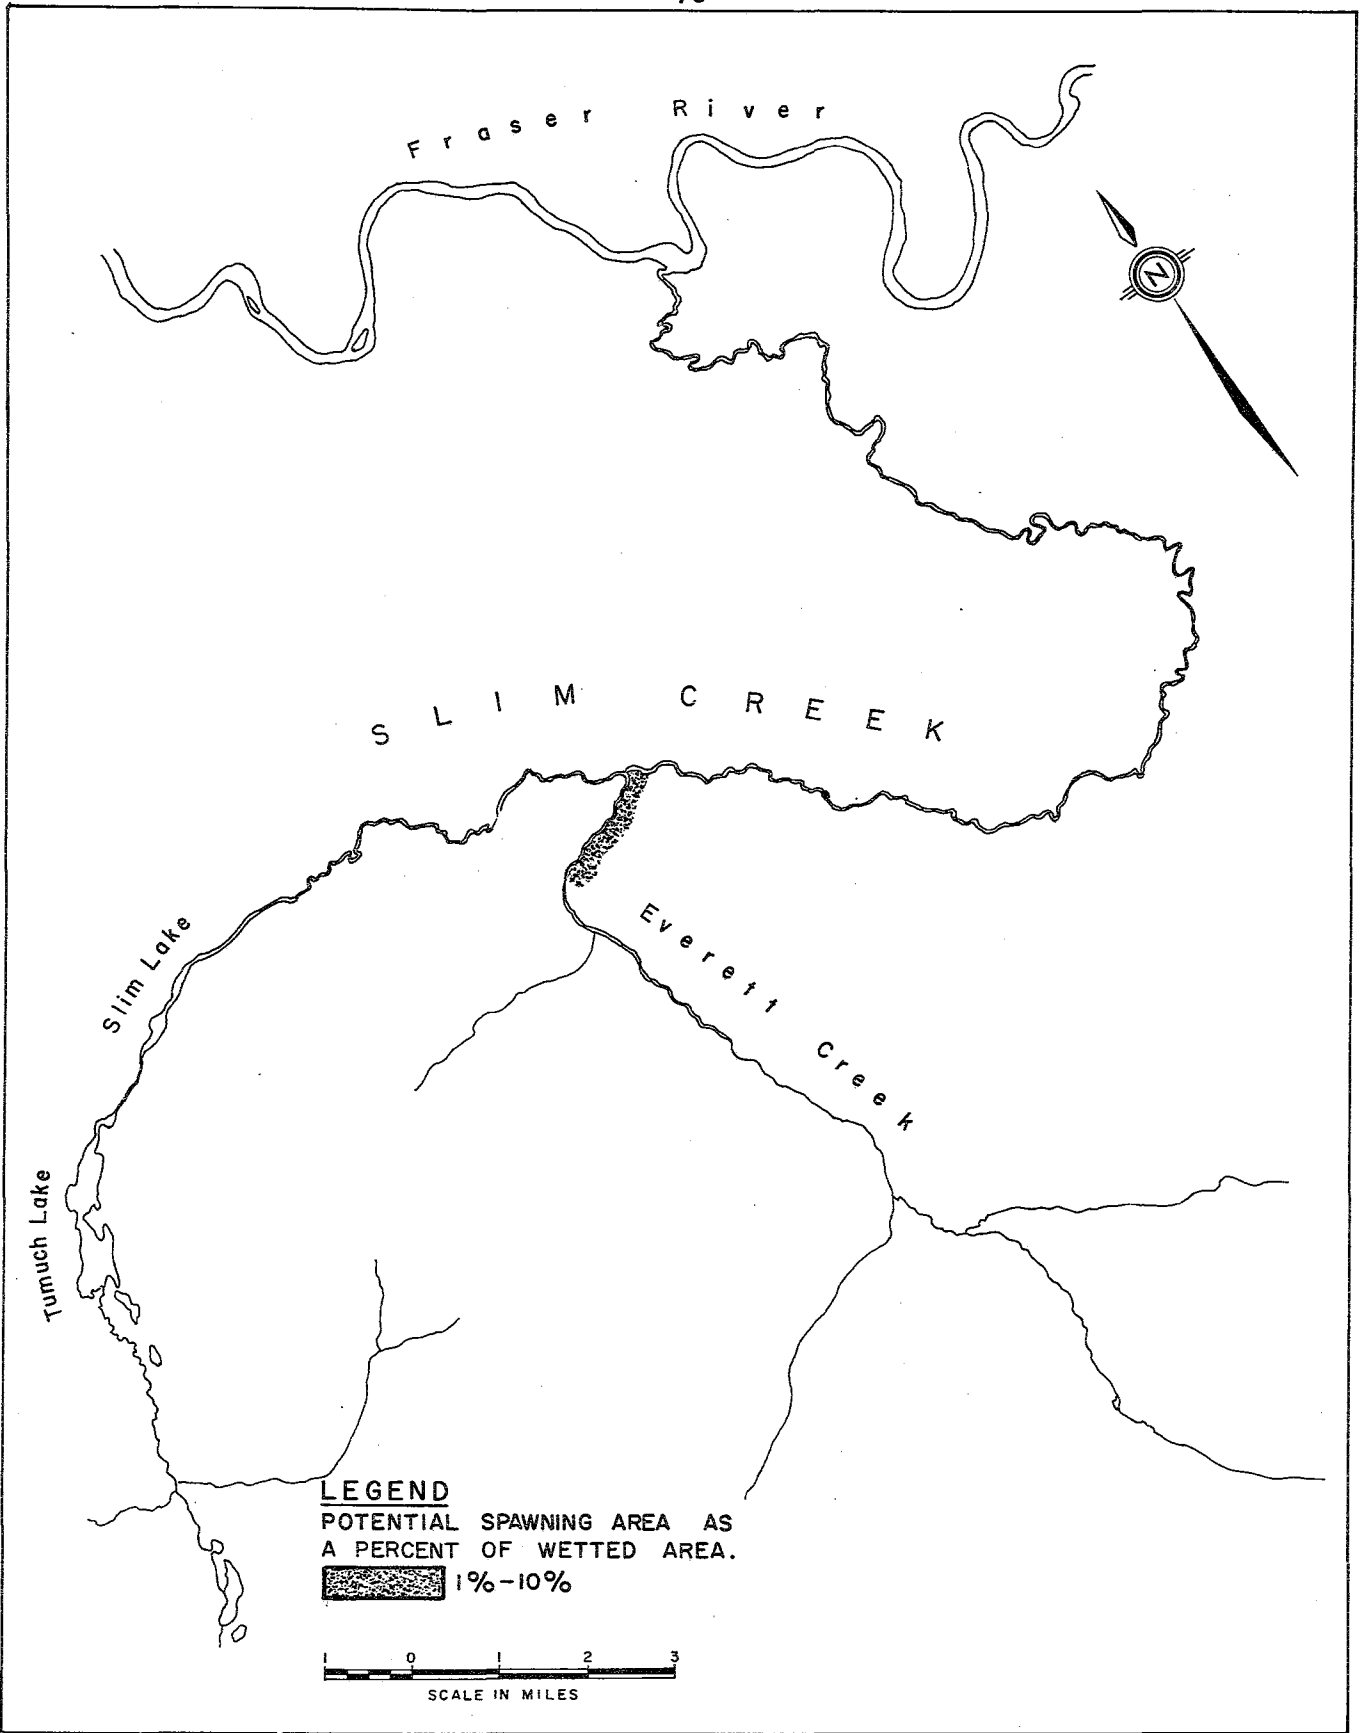 Fraser River
N
SLIM CREEK
Everett Creek
Slim Lake
Tumuch Lake
LEGEND
POTENTIAL SPAWNING AREA AS
A PERCENT OF WETTED AREA.
1%-10%
1 0 1 2 3
SCALE IN MILES